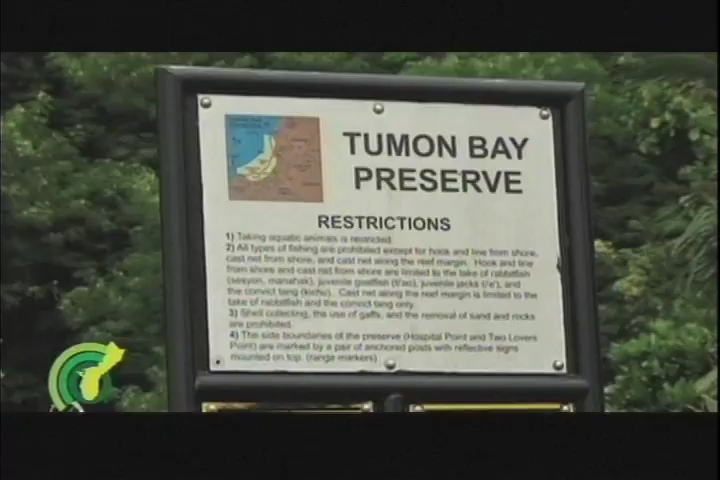 TUMON BAY
PRESERVE
RESTRICTIONS
1) Taking aquatic animals is restricted.
2) All types of fishing are prohibited except for hook and line from shore,
cast net from shore, and cast net along the reef margin. Hook and line
from shore and cast net from shore are limited to the take of rabbitfish
(sesyon, manahak), juvenile goatfish (ti'ao), juvenile jacks (i'e'), and
the convict tang (kichu). Cast net along the reef margin is limited to the
take of rabbitfish and the convict tang only.
3) Shell collecting, the use of gaffs, and the removal of sand and rocks
are prohibited.
4) The side boundaries of the preserve (Hospital Point and Two Lovers
Point) are marked by a pair of anchored posts with reflective signs
mounted on top. (range markers)